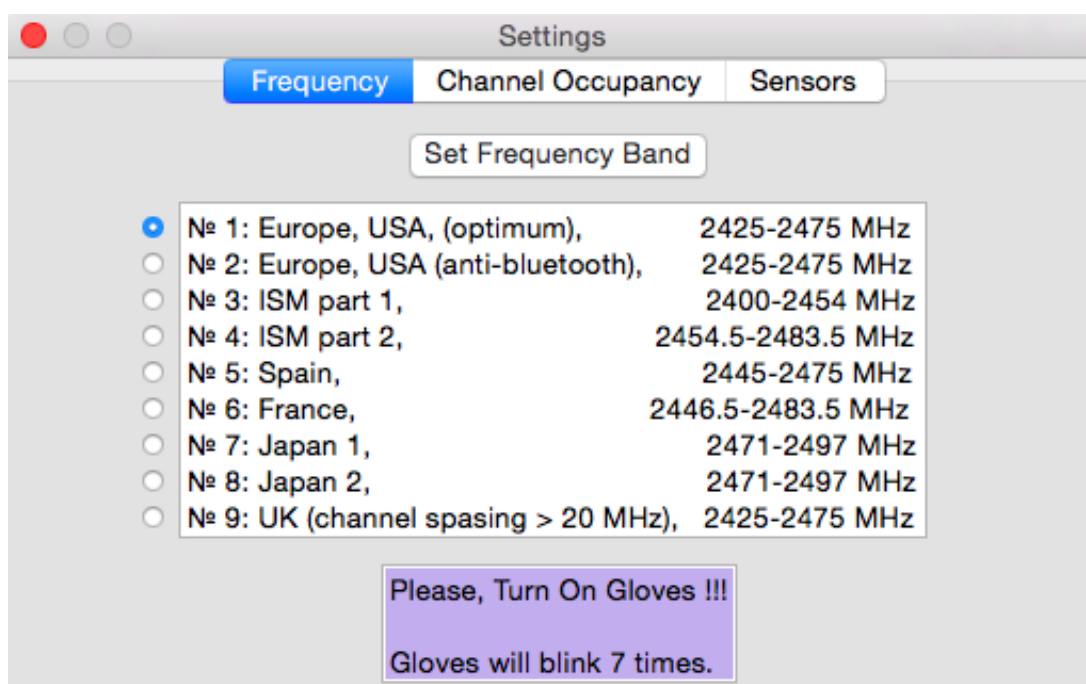 Settings
Frequency Channel Occupancy Sensors
Set Frequency Band
№ 1: Europe, USA, (optimum), 2425-2475 MHz
№ 2: Europe, USA (anti-bluetooth), 2425-2475 MHz
№ 3: ISM part 1, 2400-2454 MHz
№ 4: ISM part 2, 2454.5-2483.5 MHz
№ 5: Spain, 2445-2475 MHz
№ 6: France, 2446.5-2483.5 MHz
№ 7: Japan 1, 2471-2497 MHz
№ 8: Japan 2, 2471-2497 MHz
№ 9: UK (channel spasing > 20 MHz), 2425-2475 MHz
Please, Turn On Gloves !!!
Gloves will blink 7 times.